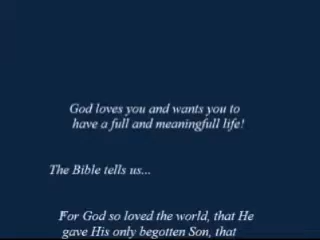 God loves you and wants you to
have a full and meaningfull life!
The Bible tells us...
For God so loved the world, that He
gave His only begotten Son, that